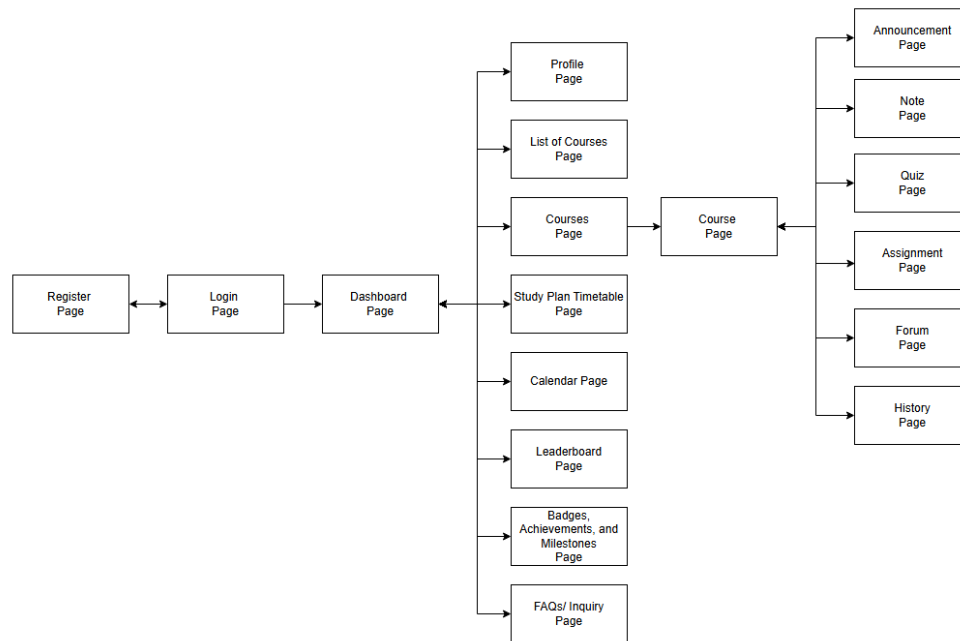 Announcement
Page
Profile
Page
Note
Page
List of Courses
Page
Quiz
Page
Courses
Page
Course
Page
Assignment
Page
Register
Page
Login
Page
Dashboard
Page
Study Plan Timetable
Page
Forum
Page
Calendar Page
History
Page
Leaderboard
Page
Badges,
Achievements, and
Milestones
Page
FAQs/ Inquiry
Page